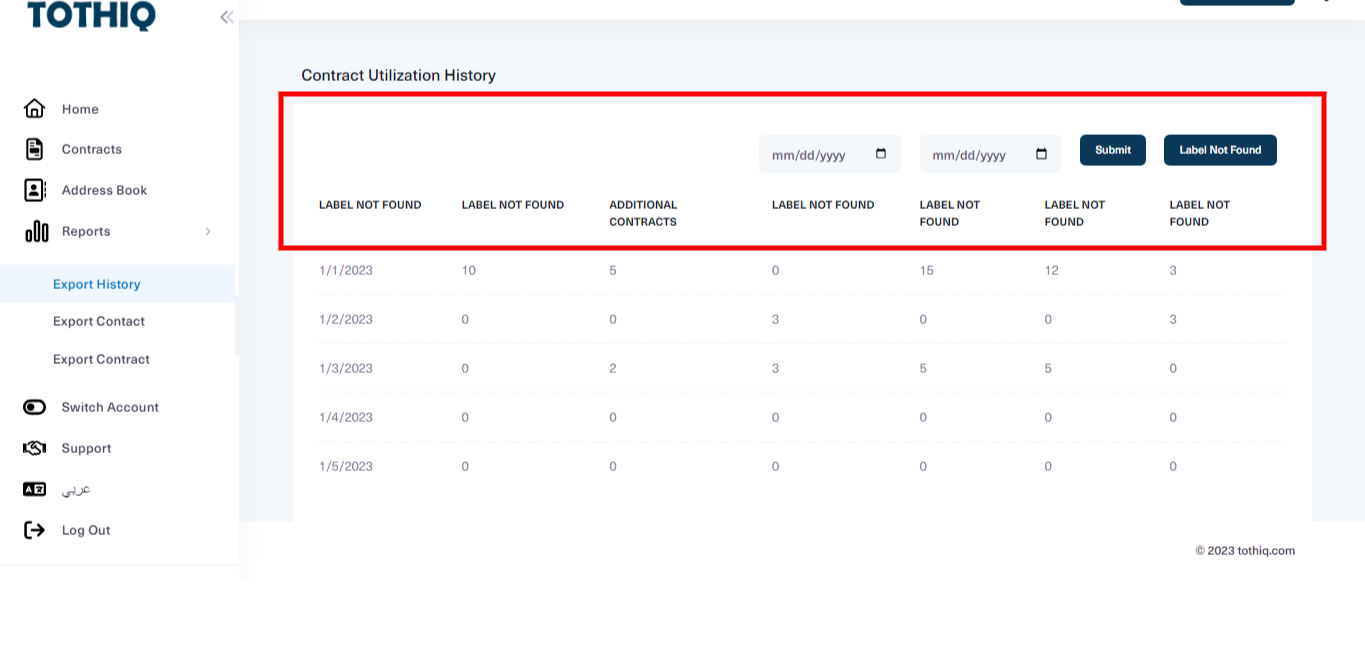 TOTHIQ
Home
Contracts
Address Book
Reports
Export History
Export Contact
Export Contract
Switch Account
Support
عربي
Log Out
Contract Utilization History
mm/dd/yyyy mm/dd/yyyy Submit Label Not Found
LABEL NOT FOUND LABEL NOT FOUND ADDITIONAL CONTRACTS LABEL NOT FOUND LABEL NOT FOUND LABEL NOT FOUND LABEL NOT FOUND
1/1/2023 10 5 0 15 12 3
1/2/2023 0 0 3 0 0 3
1/3/2023 0 2 3 5 5 0
1/4/2023 0 0 0 0 0 0
1/5/2023 0 0 0 0 0 0
© 2023 tothiq.com